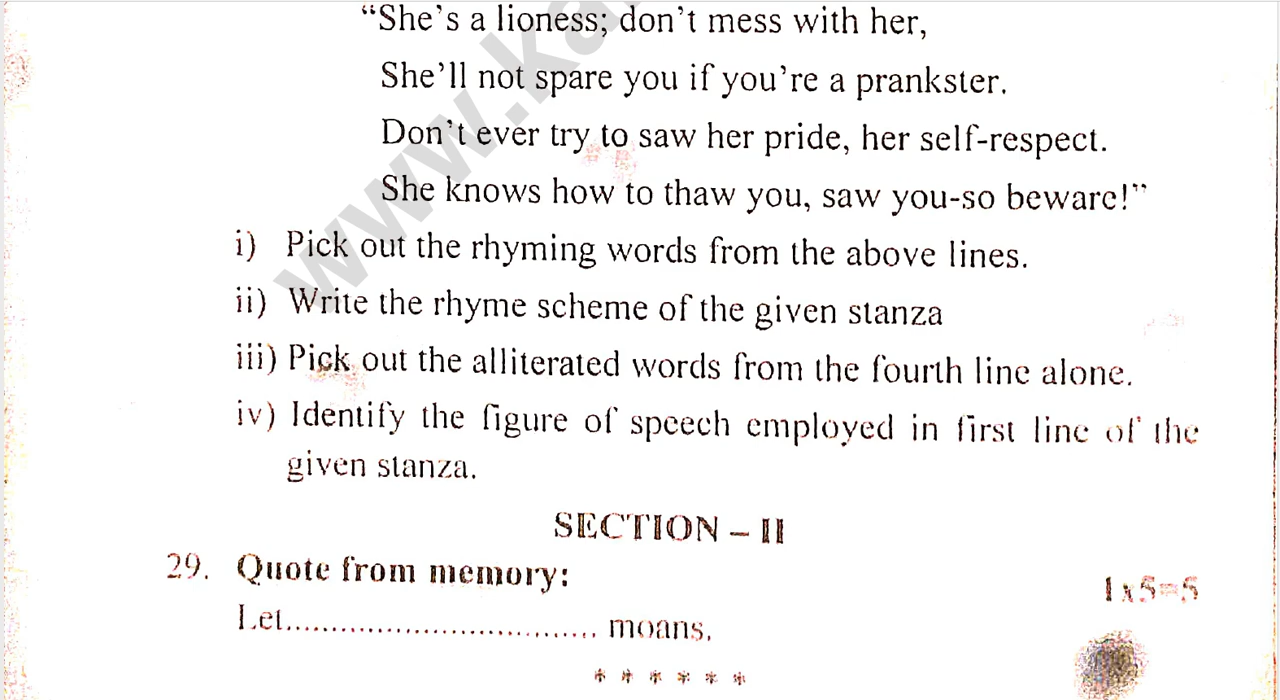 “She’s a lioness; don’t mess with her,
She’ll not spare you if you’re a prankster.
Don’t ever try to saw her pride, her self-respect.
She knows how to thaw you, saw you-so beware!”
i) Pick out the rhyming words from the above lines.
ii) Write the rhyme scheme of the given stanza
iii) Pick out the alliterated words from the fourth line alone.
iv) Identify the figure of speech employed in first line of the
given stanza.
SECTION – II
29. Quote from memory:
1x5=5
Let.................................. moans.
* * * * * *
www.ka